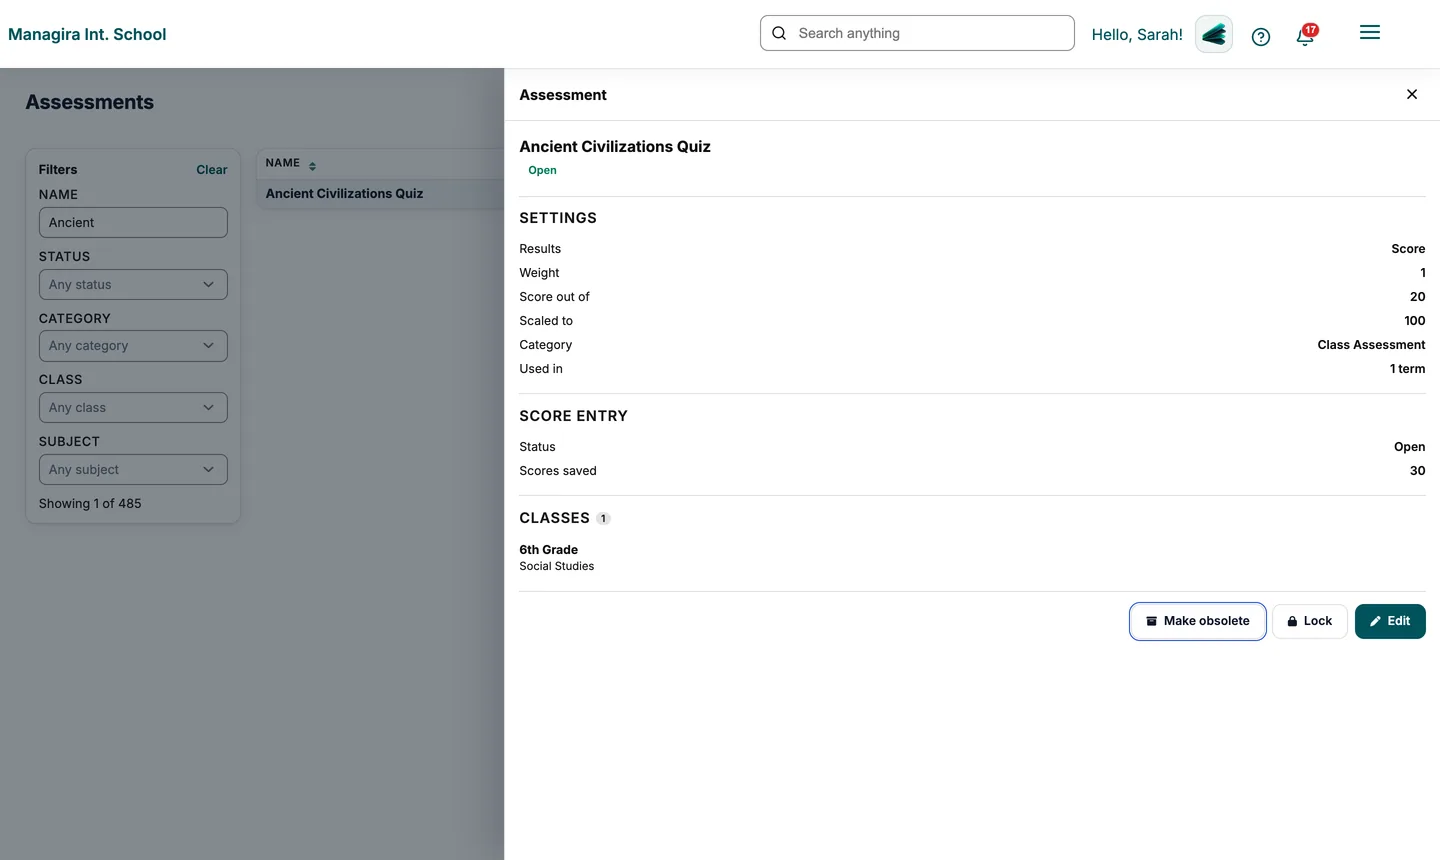 Managira Int. School
Search anything
Hello, Sarah!
17
Assessments
Filters
Clear
NAME
Ancient
STATUS
Any status
CATEGORY
Any category
CLASS
Any class
SUBJECT
Any subject
Showing 1 of 485
NAME
Ancient Civilizations Quiz
Assessment
Ancient Civilizations Quiz
Open
SETTINGS
Results Score
Weight 1
Score out of 20
Scaled to 100
Category Class Assessment
Used in 1 term
SCORE ENTRY
Status Open
Scores saved 30
CLASSES 1
6th Grade
Social Studies
Make obsolete Lock Edit